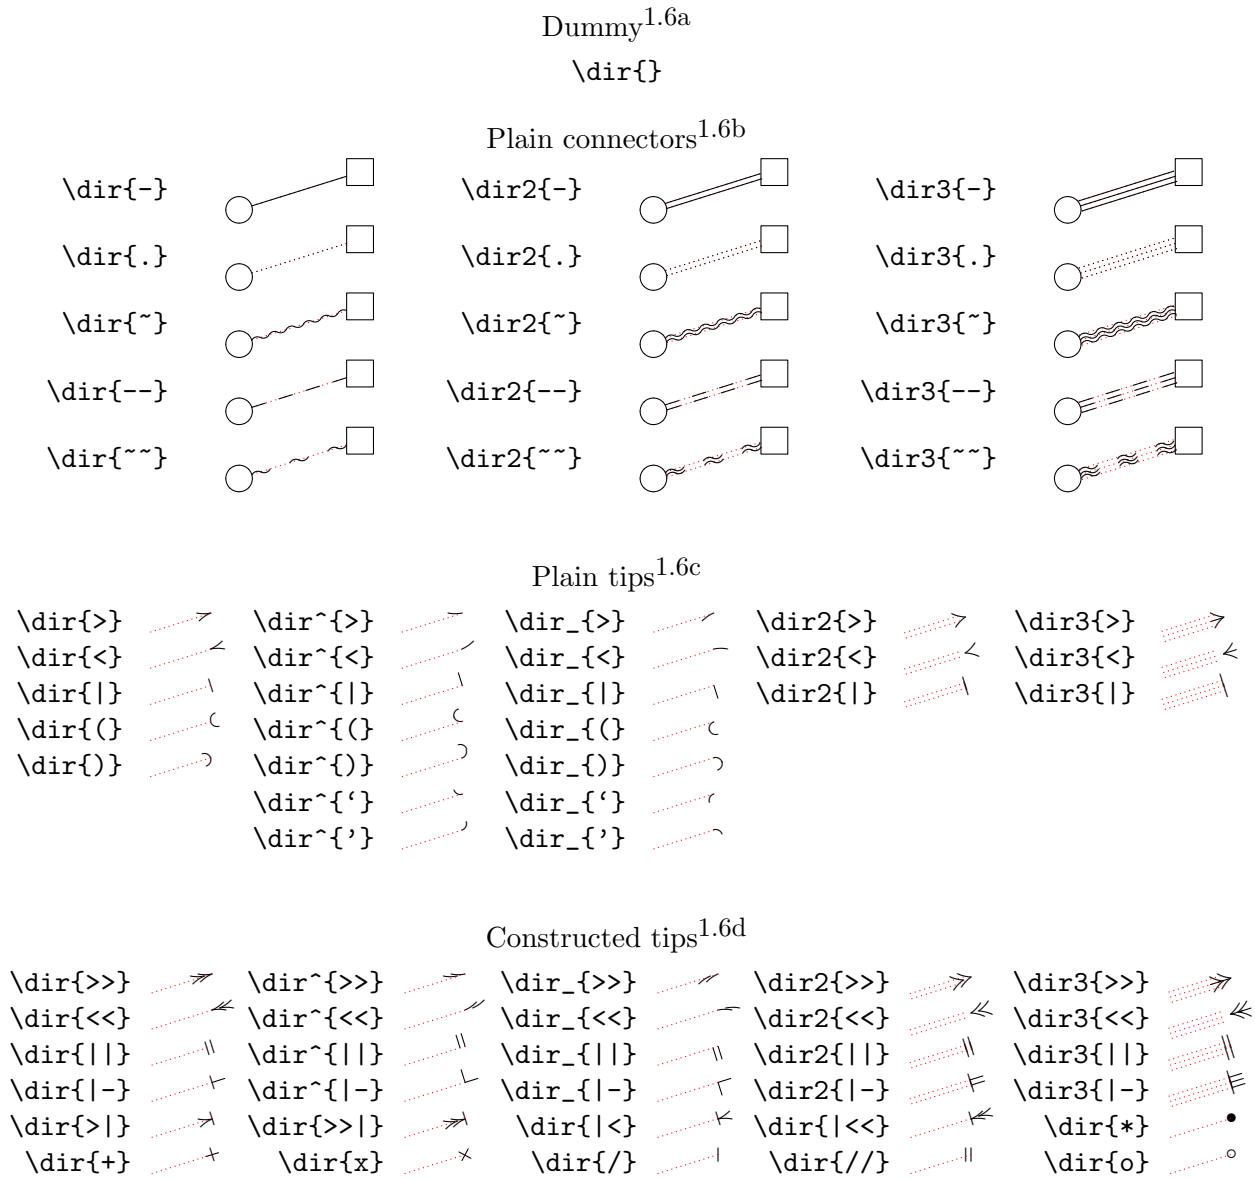 Dummy1.6a
\dir{}
Plain connectors1.6b
\dir{-} \dir2{-} \dir3{-}
\dir{.} \dir2{.} \dir3{.}
\dir{~} \dir2{~} \dir3{~}
\dir{--} \dir2{--} \dir3{--}
\dir{~~} \dir2{~~} \dir3{~~}
Plain tips1.6c
\dir{>} \dir^{>} \dir_{>} \dir2{>} \dir3{>}
\dir{<} \dir^{<} \dir_{<} \dir2{<} \dir3{<}
\dir{|} \dir^{|} \dir_{|} \dir2{|} \dir3{|}
\dir{(} \dir^{(} \dir_{(}
\dir{)} \dir^{)} \dir_{)}
\dir^{‘} \dir_{‘}
\dir^{’} \dir_{’}
Constructed tips1.6d
\dir{>>} \dir^{>>} \dir_{>>} \dir2{>>} \dir3{>>}
\dir{<<} \dir^{<<} \dir_{<<} \dir2{<<} \dir3{<<}
\dir{||} \dir^{||} \dir_{||} \dir2{||} \dir3{||}
\dir{|-} \dir^{|-} \dir_{|-} \dir2{|-} \dir3{|-}
\dir{>|} \dir{>>|} \dir{|<} \dir{|<<} \dir{*}
\dir{+} \dir{x} \dir{/} \dir{//} \dir{o}